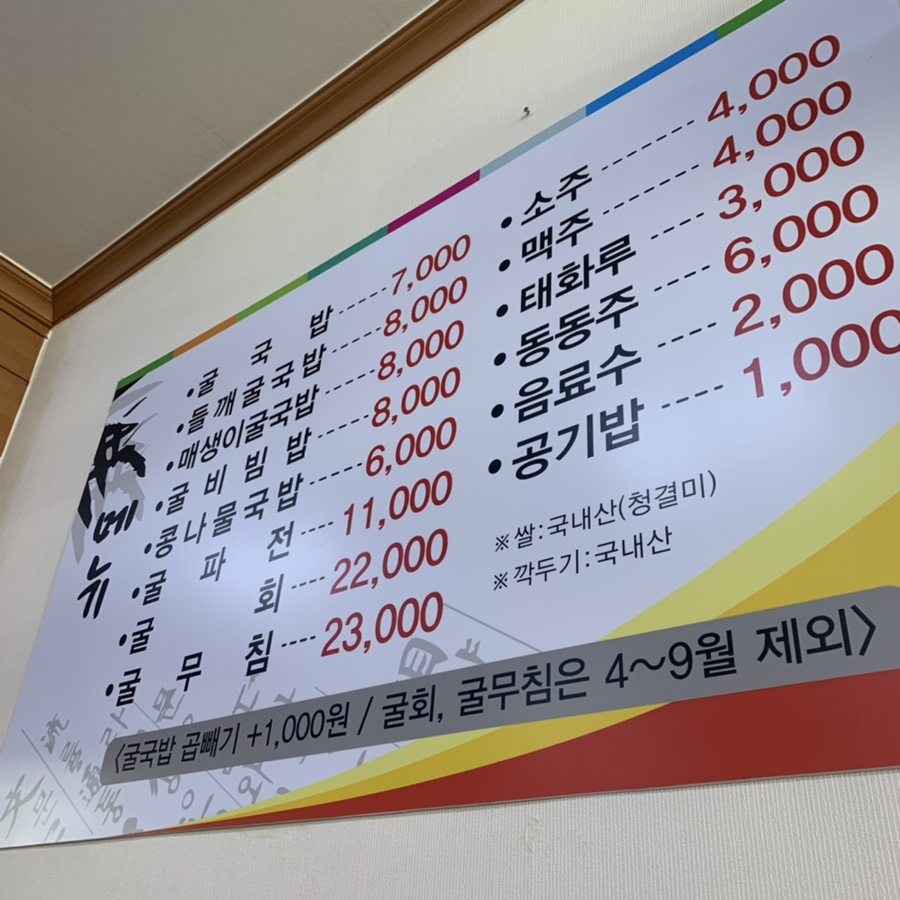 메뉴
•굴국밥-----7,000
•들깨굴국밥-----8,000
•매생이굴국밥-----8,000
•굴비빔밥-----8,000
•콩나물국밥-----6,000
•굴파전----11,000
•굴회----22,000
•굴무침----23,000
•소주--------4,000
•맥주--------4,000
•태화루----3,000
•동동주----6,000
•음료수----2,000
•공기밥----1,000
※쌀:국내산(청결미)
※깍두기:국내산
<굴국밥 곱빼기 +1,000원 / 굴회, 굴무침은 4~9월 제외>